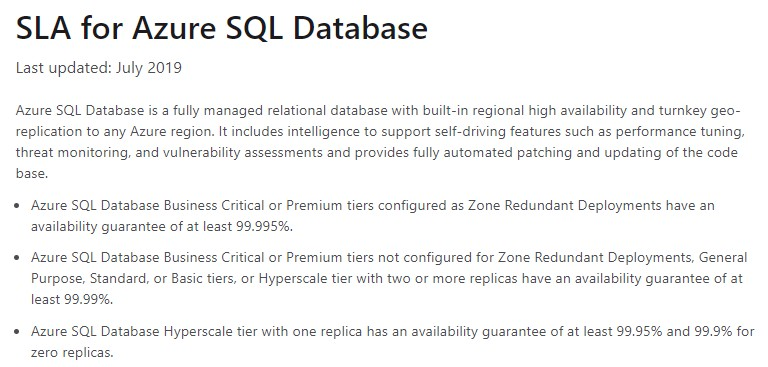 SLA for Azure SQL Database
Last updated: July 2019
Azure SQL Database is a fully managed relational database with built-in regional high availability and turnkey geo-
replication to any Azure region. It includes intelligence to support self-driving features such as performance tuning,
threat monitoring, and vulnerability assessments and provides fully automated patching and updating of the code
base.
• Azure SQL Database Business Critical or Premium tiers configured as Zone Redundant Deployments have an
availability guarantee of at least 99.995%.
• Azure SQL Database Business Critical or Premium tiers not configured for Zone Redundant Deployments, General
Purpose, Standard, or Basic tiers, or Hyperscale tier with two or more replicas have an availability guarantee of at
least 99.99%.
• Azure SQL Database Hyperscale tier with one replica has an availability guarantee of at least 99.95% and 99.9% for
zero replicas.